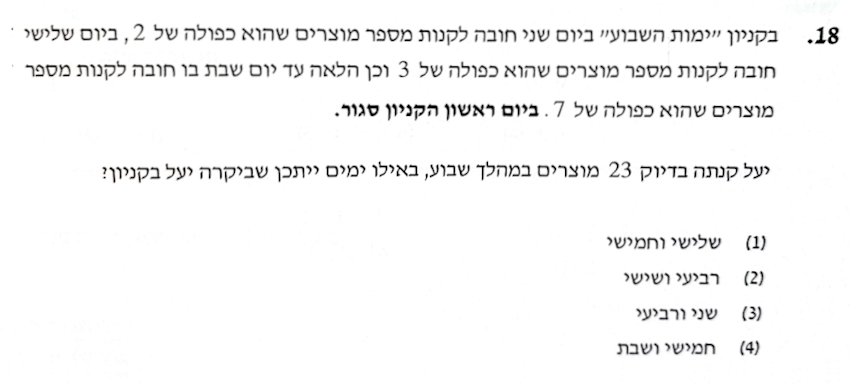 18. בקניון "ימות השבוע" ביום שני חובה לקנות מספר מוצרים שהוא כפולה של 2, ביום שלישי
חובה לקנות מספר מוצרים שהוא כפולה של 3 וכן הלאה עד יום שבת בו חובה לקנות מספר
מוצרים שהוא כפולה של 7. ביום ראשון הקניון סגור.
יעל קנתה בדיוק 23 מוצרים במהלך שבוע, באילו ימים ייתכן שביקרה יעל בקניון?
(1) שלישי וחמישי
(2) רביעי ושישי
(3) שני ורביעי
(4) חמישי ושבת